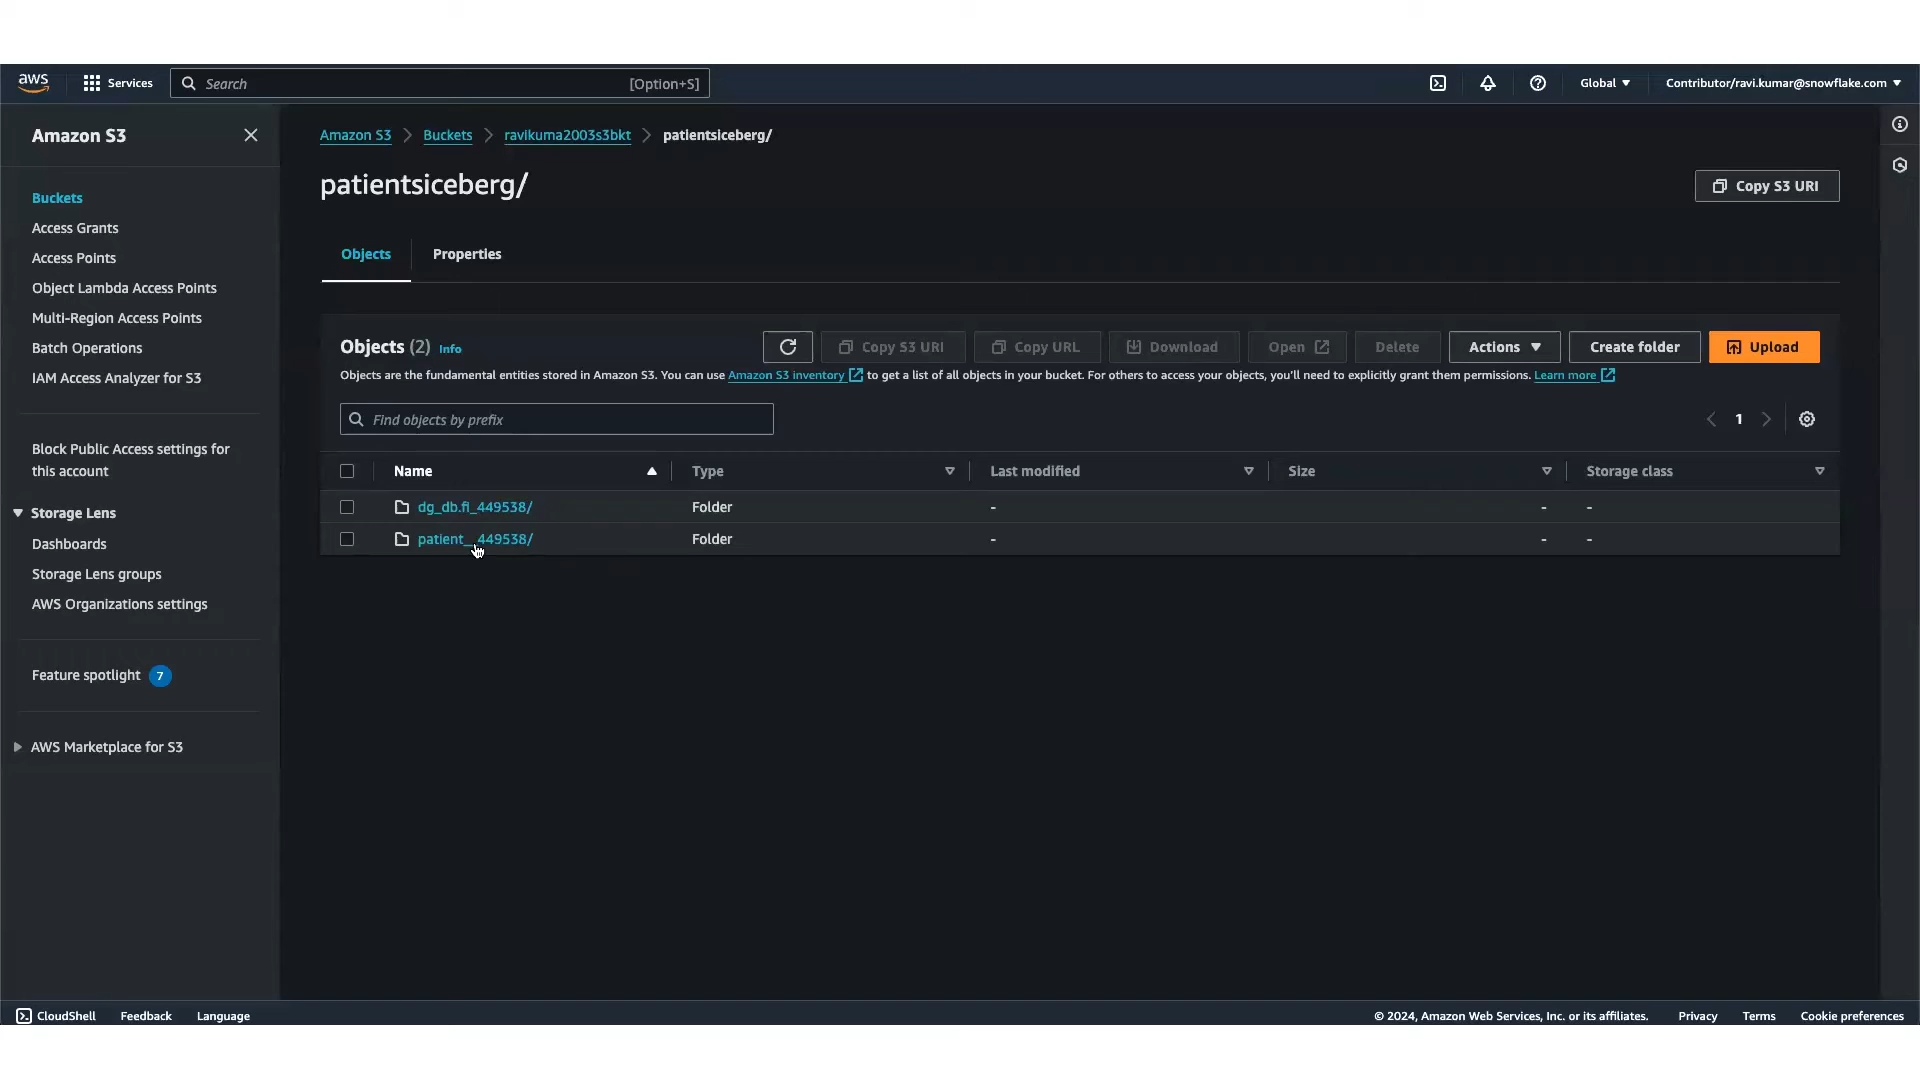 aws
Services
Search
[Option+S]
Global
Contributor/ravi.kumar@snowflake.com
Amazon S3
Buckets
Access Grants
Access Points
Object Lambda Access Points
Multi-Region Access Points
Batch Operations
IAM Access Analyzer for S3
Block Public Access settings for
this account
Storage Lens
Dashboards
Storage Lens groups
AWS Organizations settings
Feature spotlight 7
AWS Marketplace for S3
Amazon S3 > Buckets > ravikuma2003s3bkt > patientsiceberg/
patientsiceberg/
Copy S3 URI
Objects
Properties
Objects (2) Info
Copy S3 URI
Copy URL
Download
Open
Delete
Actions
Create folder
Upload
Objects are the fundamental entities stored in Amazon S3. You can use Amazon S3 inventory to get a list of all objects in your bucket. For others to access your objects, you'll need to explicitly grant them permissions. Learn more
Find objects by prefix
1
Name Type Last modified Size Storage class
dg_db.fl_449538/ Folder - - -
patient__449538/ Folder - - -
CloudShell Feedback Language
© 2024, Amazon Web Services, Inc. or its affiliates. Privacy Terms Cookie preferences